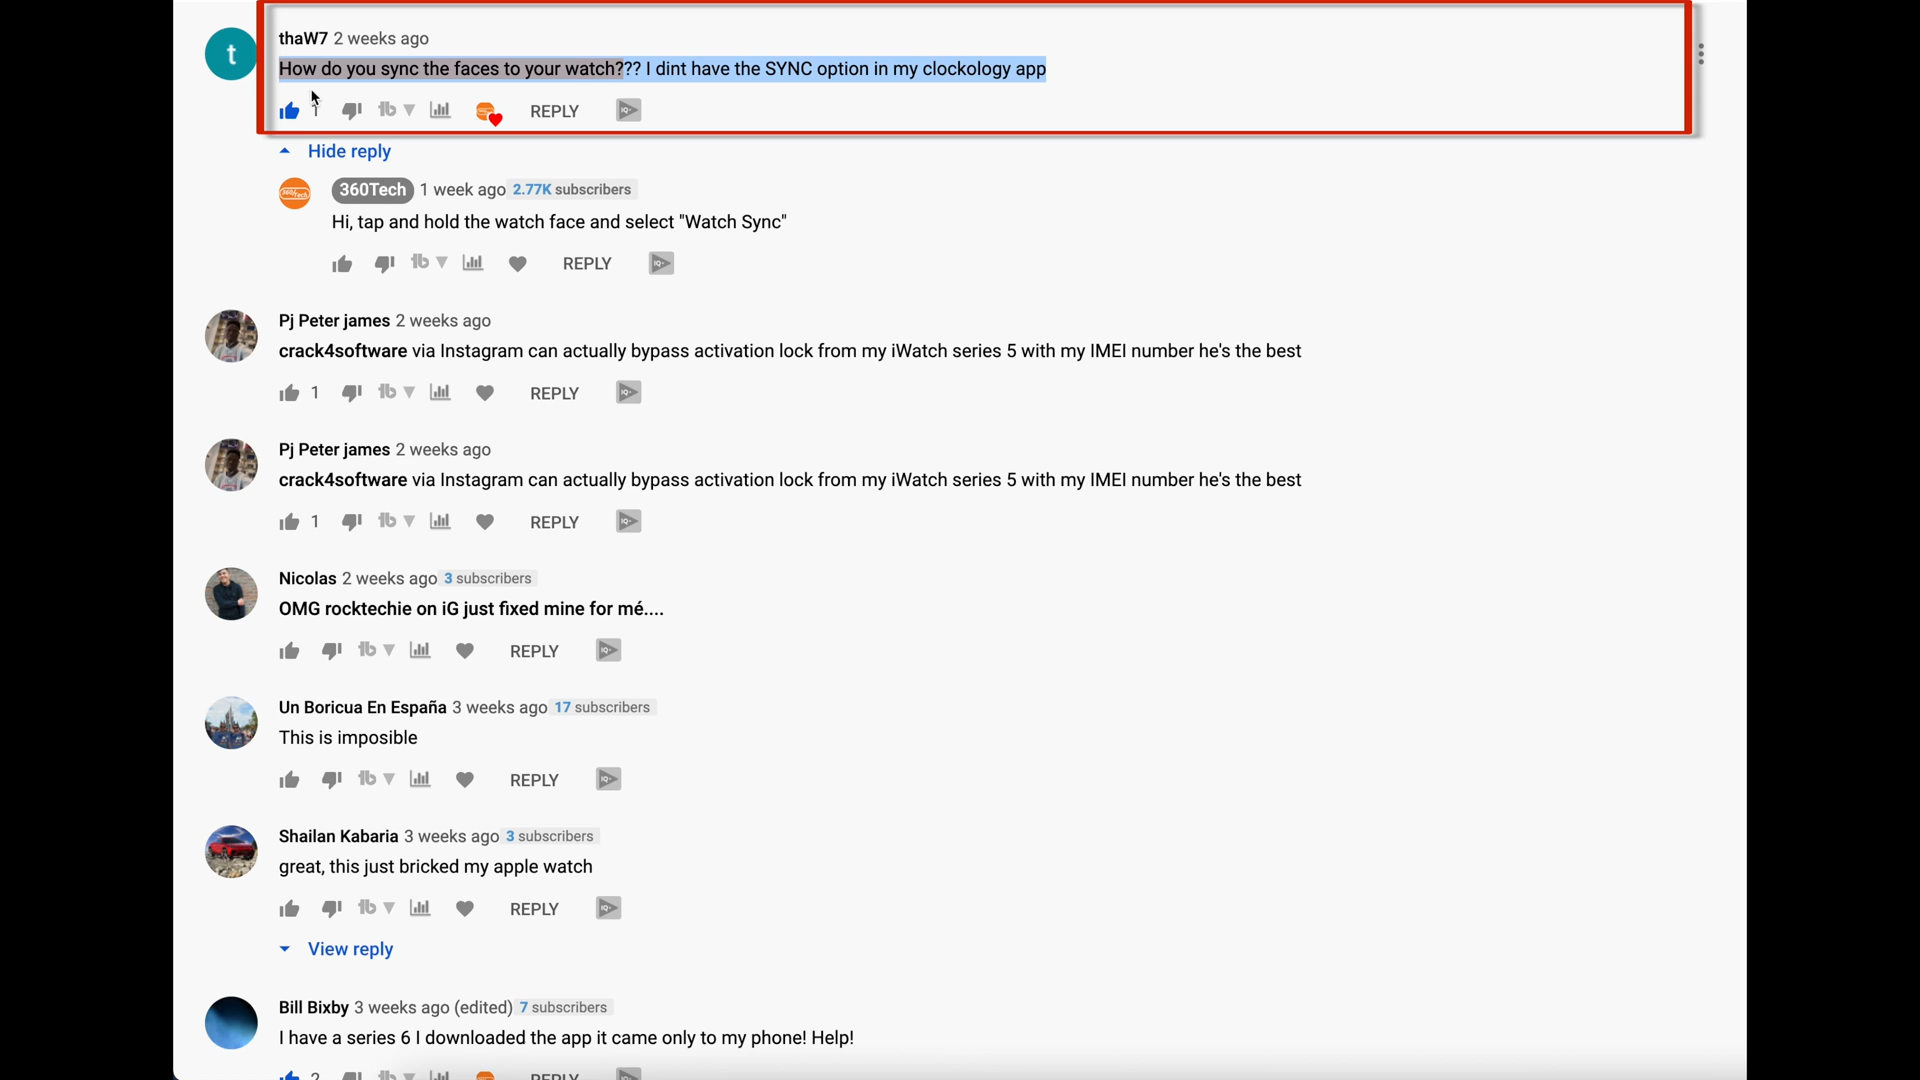 t
thaW7 2 weeks ago
How do you sync the faces to your watch??? I dint have the SYNC option in my clockology app
1 REPLY IQ+
Hide reply
360Tech 1 week ago 2.77K subscribers
Hi, tap and hold the watch face and select "Watch Sync"
REPLY IQ+
Pj Peter james 2 weeks ago
crack4software via Instagram can actually bypass activation lock from my iWatch series 5 with my IMEI number he's the best
1 REPLY IQ+
Pj Peter james 2 weeks ago
crack4software via Instagram can actually bypass activation lock from my iWatch series 5 with my IMEI number he's the best
1 REPLY IQ+
Nicolas 2 weeks ago 3 subscribers
OMG rocktechie on iG just fixed mine for mé....
REPLY IQ+
Un Boricua En España 3 weeks ago 17 subscribers
This is imposible
REPLY IQ+
Shailan Kabaria 3 weeks ago 3 subscribers
great, this just bricked my apple watch
REPLY IQ+
View reply
Bill Bixby 3 weeks ago (edited) 7 subscribers
I have a series 6 I downloaded the app it came only to my phone! Help!
2 REPLY